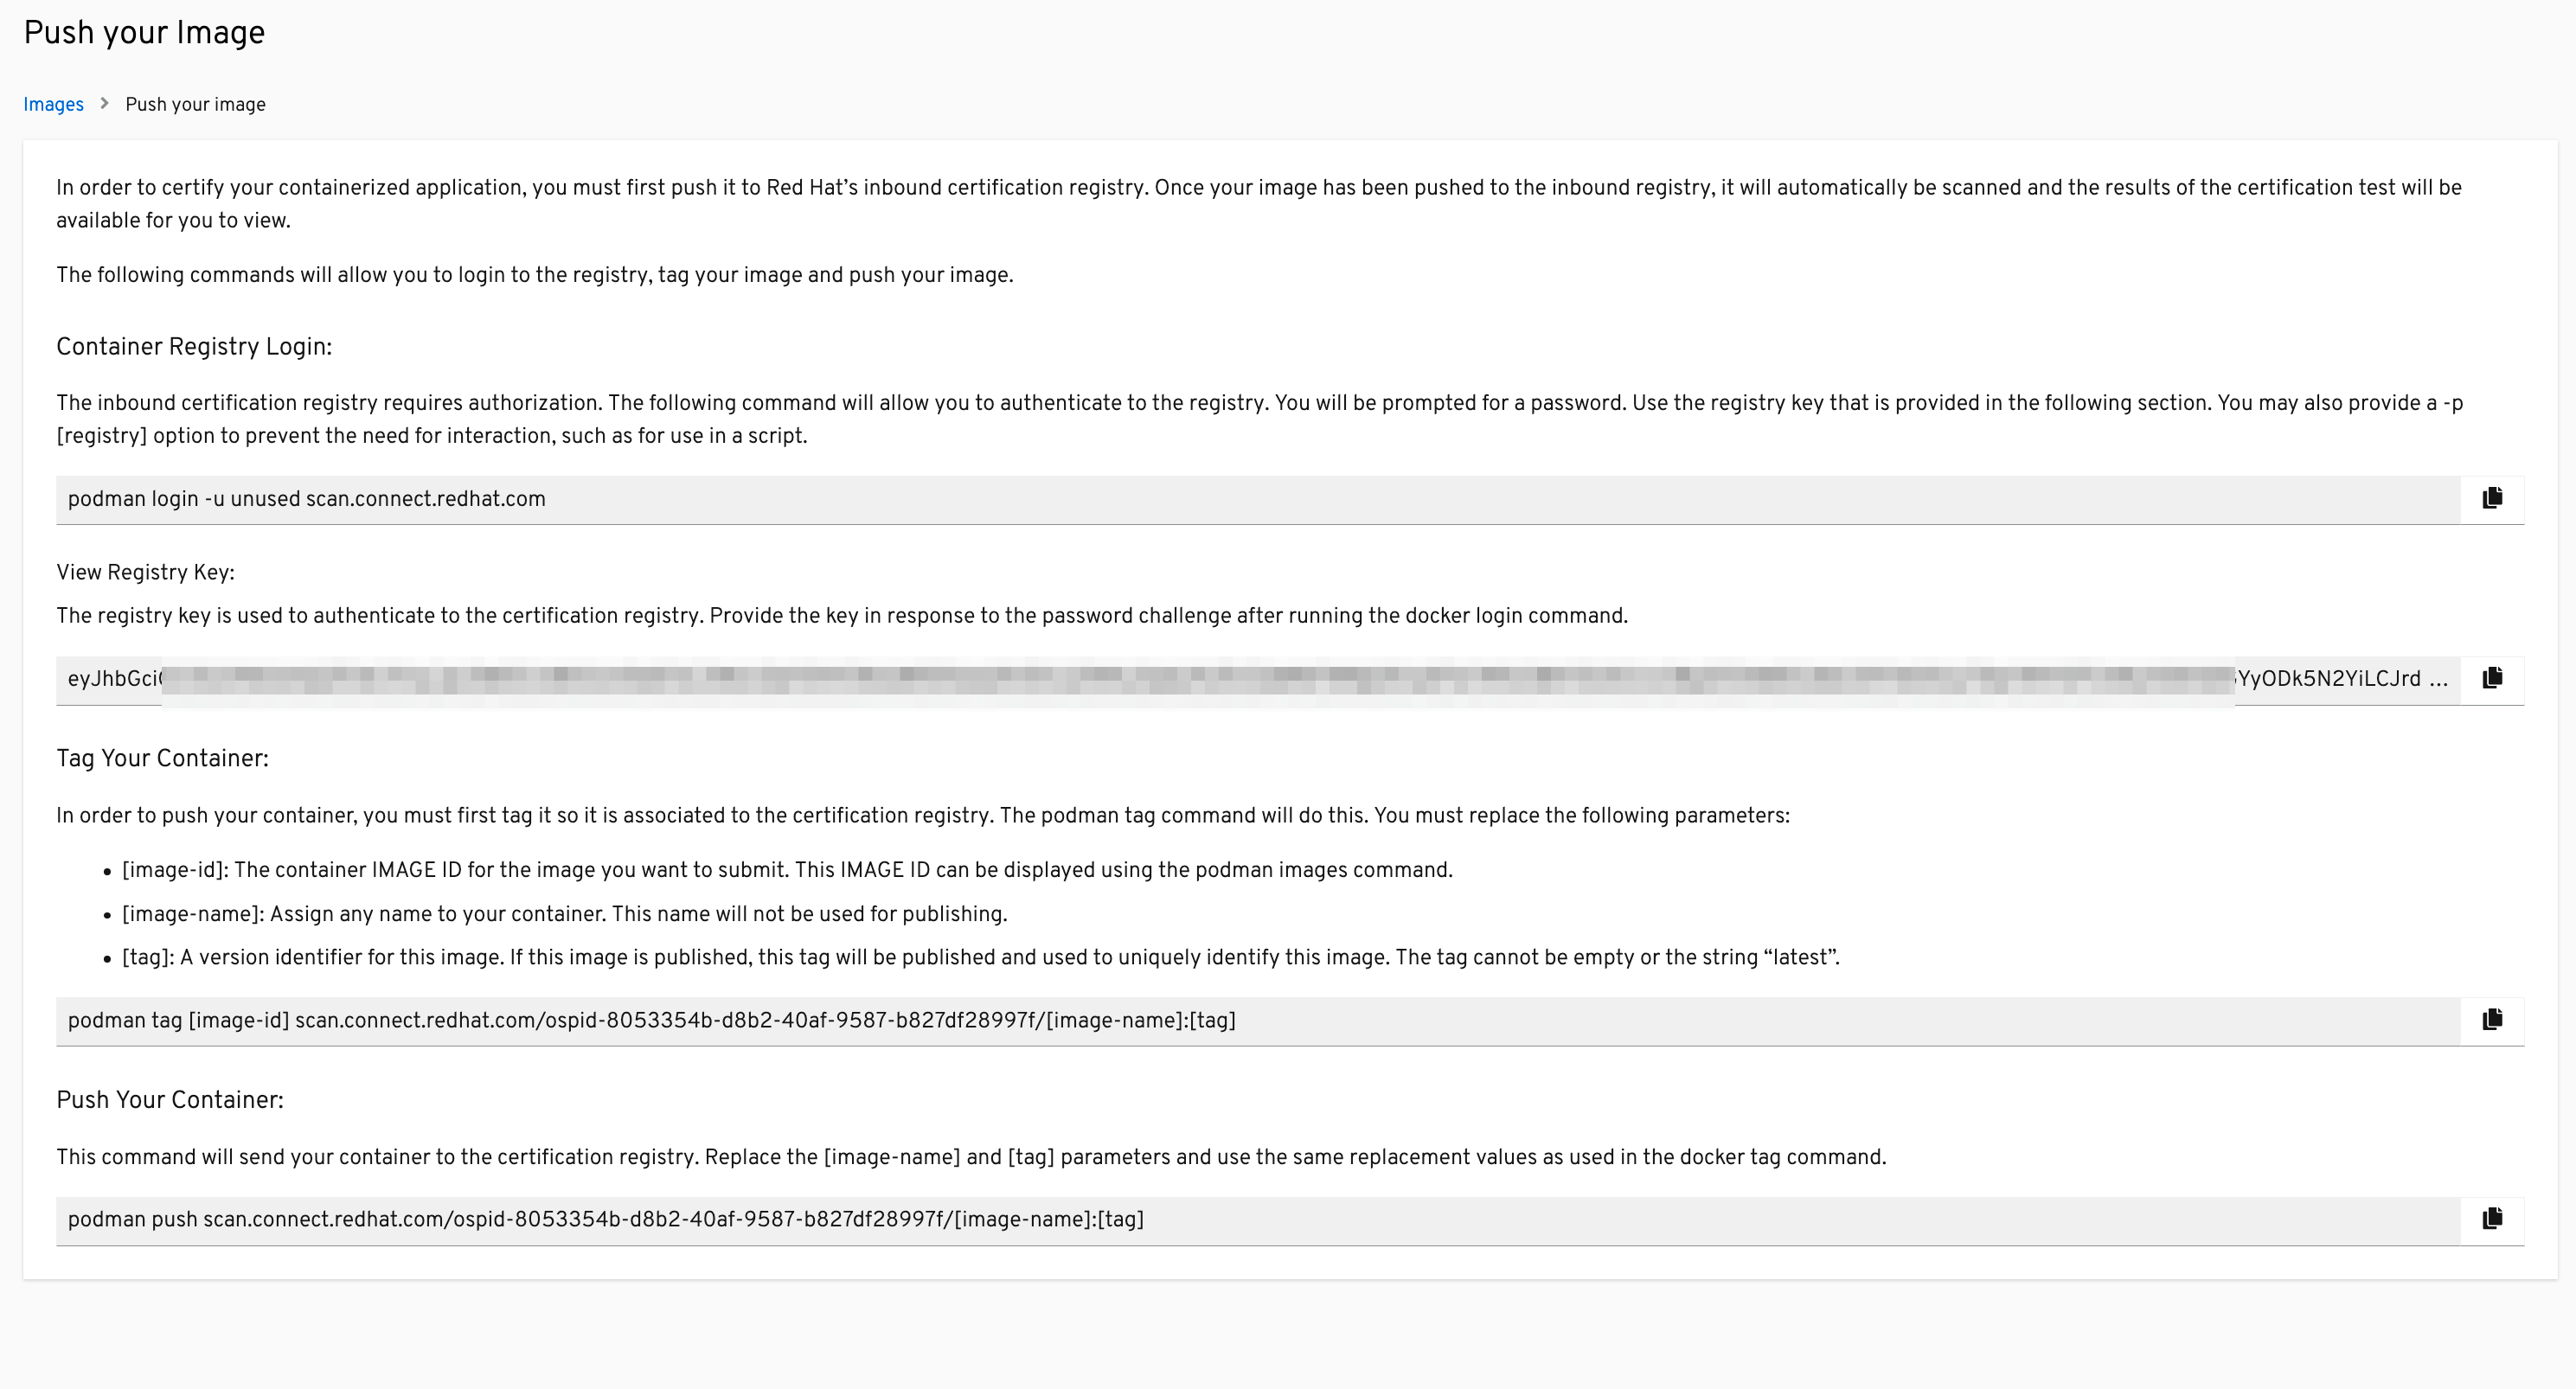 Push your Image
Images > Push your image
In order to certify your containerized application, you must first push it to Red Hat’s inbound certification registry. Once your image has been pushed to the inbound registry, it will automatically be scanned and the results of the certification test will be
available for you to view.
The following commands will allow you to login to the registry, tag your image and push your image.
Container Registry Login:
The inbound certification registry requires authorization. The following command will allow you to authenticate to the registry. You will be prompted for a password. Use the registry key that is provided in the following section. You may also provide a -p
[registry] option to prevent the need for interaction, such as for use in a script.
podman login -u unused scan.connect.redhat.com
View Registry Key:
The registry key is used to authenticate to the certification registry. Provide the key in response to the password challenge after running the docker login command.
eyJhbGci YyODk5N2YiLCJrd ...
Tag Your Container:
In order to push your container, you must first tag it so it is associated to the certification registry. The podman tag command will do this. You must replace the following parameters:
• [image-id]: The container IMAGE ID for the image you want to submit. This IMAGE ID can be displayed using the podman images command.
• [image-name]: Assign any name to your container. This name will not be used for publishing.
• [tag]: A version identifier for this image. If this image is published, this tag will be published and used to uniquely identify this image. The tag cannot be empty or the string “latest”.
podman tag [image-id] scan.connect.redhat.com/ospid-8053354b-d8b2-40af-9587-b827df28997f/[image-name]:[tag]
Push Your Container:
This command will send your container to the certification registry. Replace the [image-name] and [tag] parameters and use the same replacement values as used in the docker tag command.
podman push scan.connect.redhat.com/ospid-8053354b-d8b2-40af-9587-b827df28997f/[image-name]:[tag]